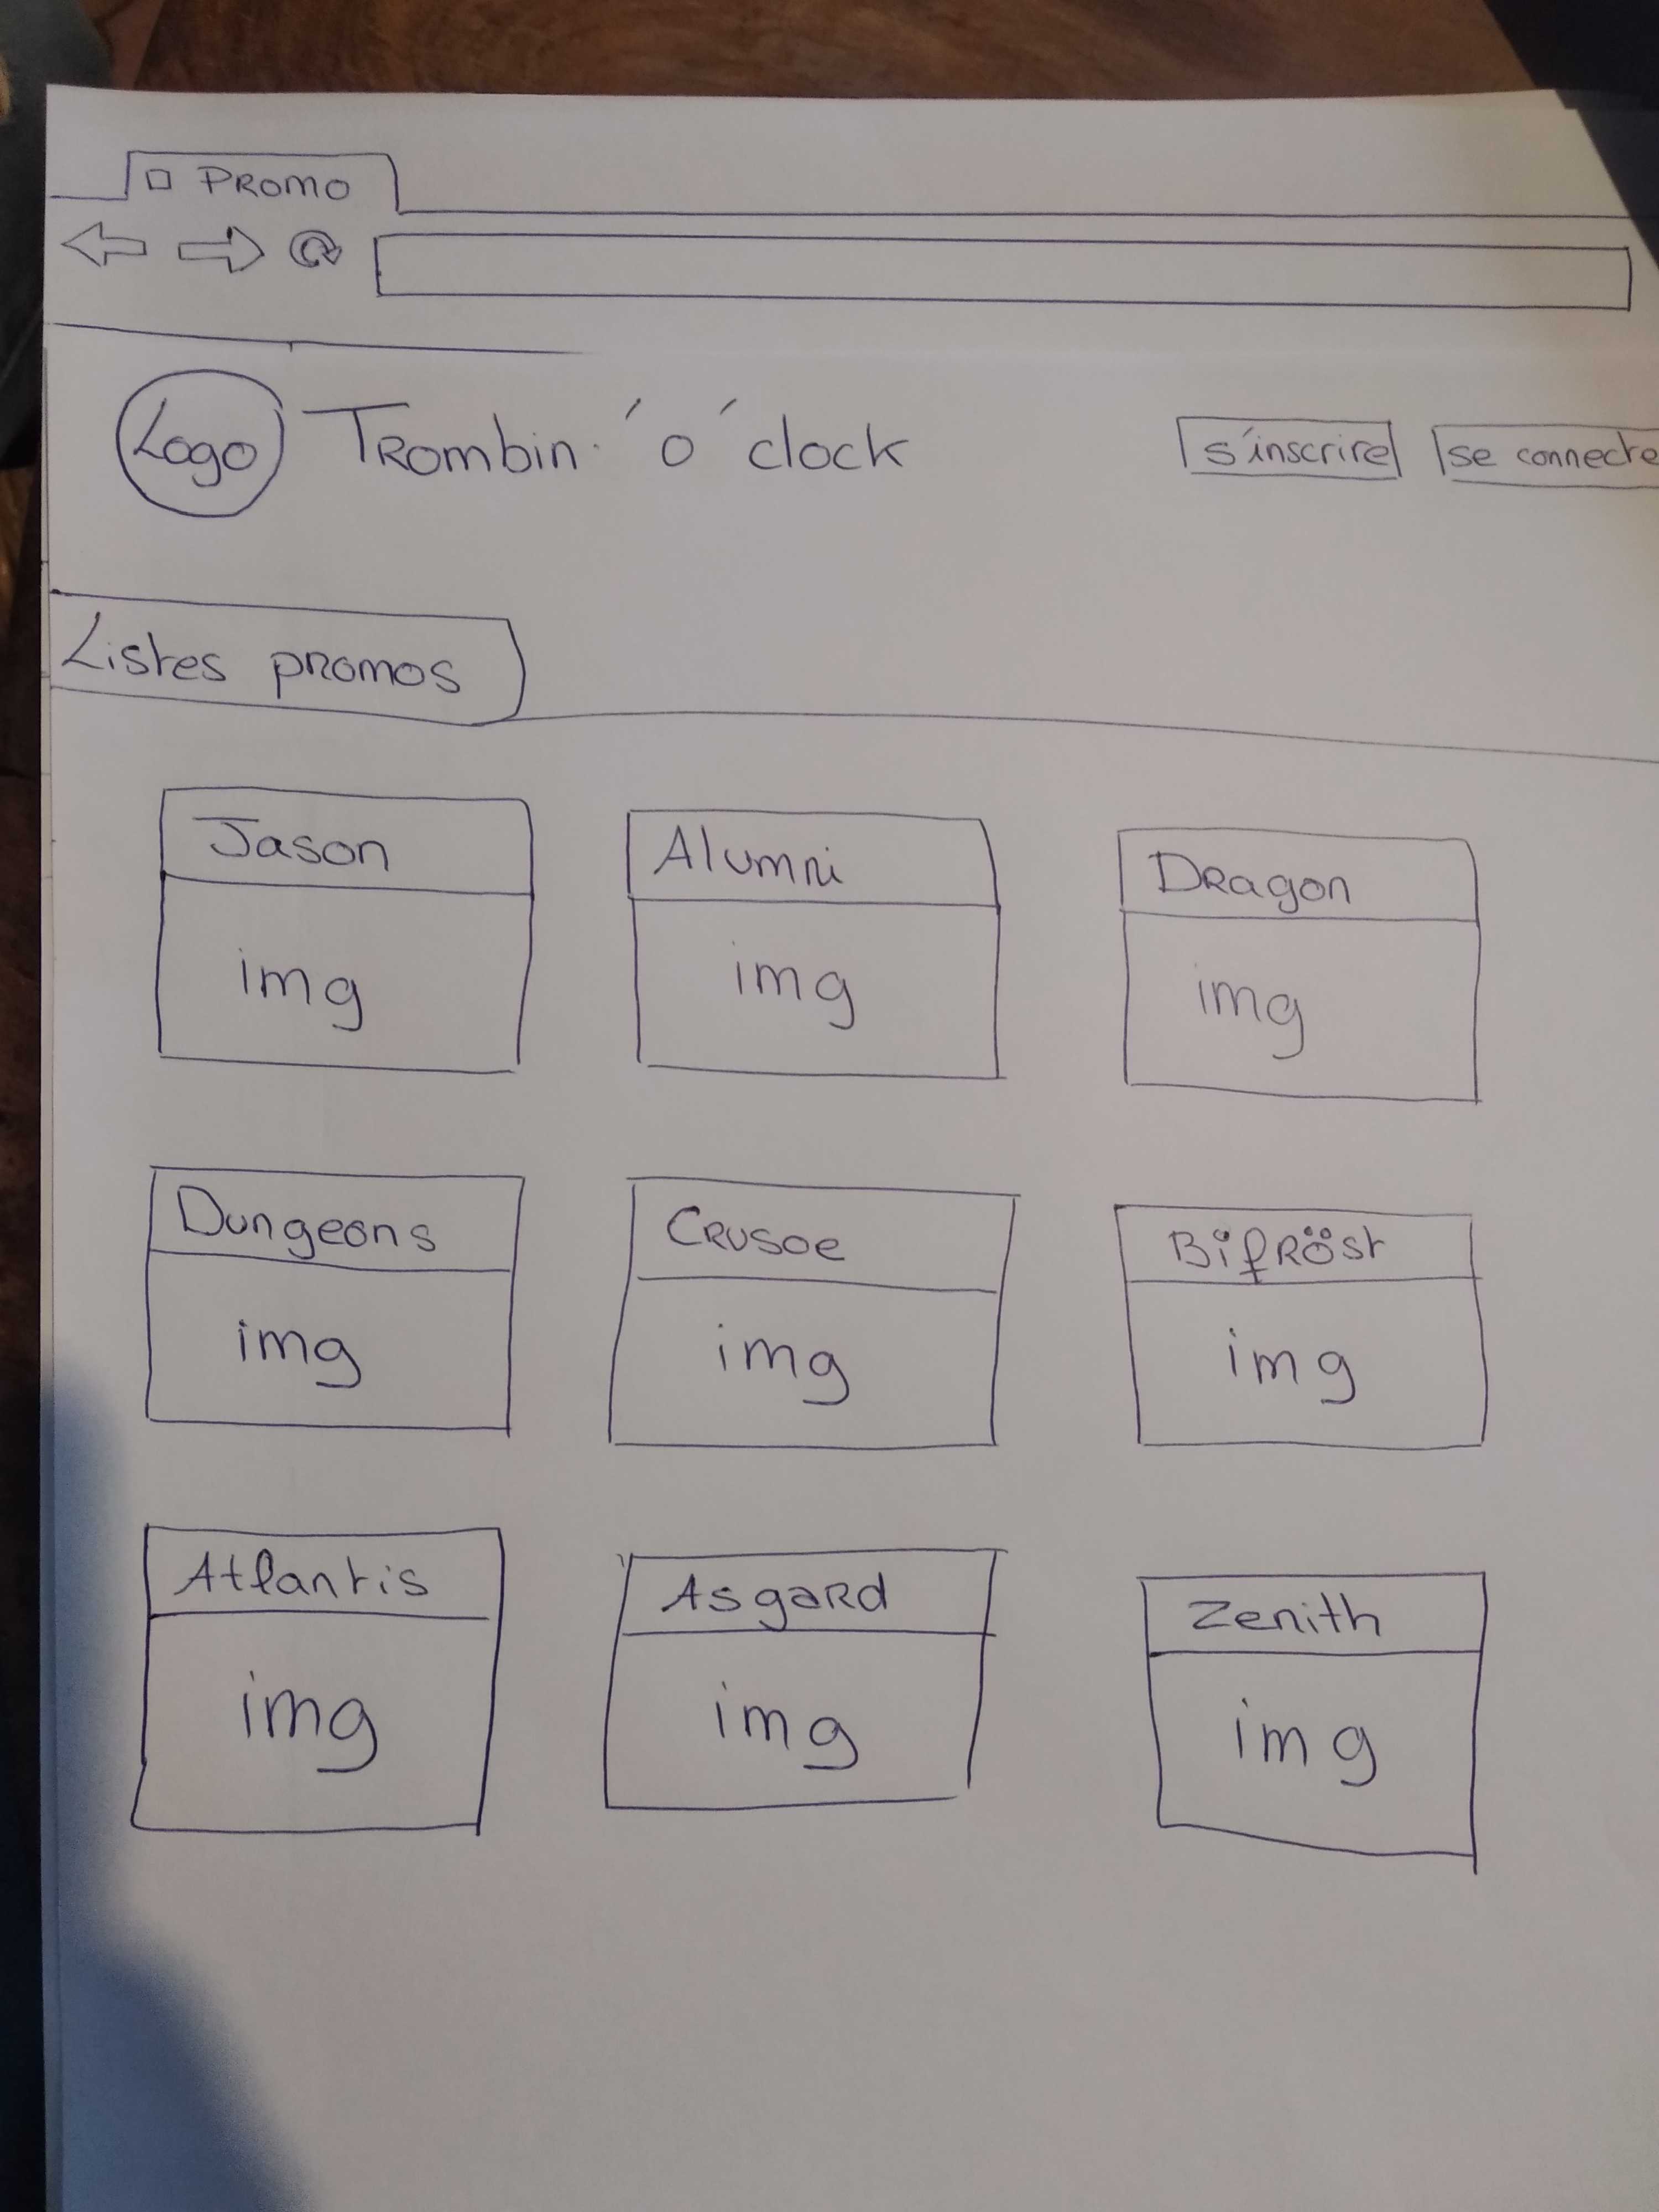 PROMO
Logo Trombin 'o' clock s'inscrire se connecte
Listes promos
Jason Alumni Dragon
img img img
Dungeons Crusoe Bifröst
img img img
Atlantis Asgard Zenith
img img img